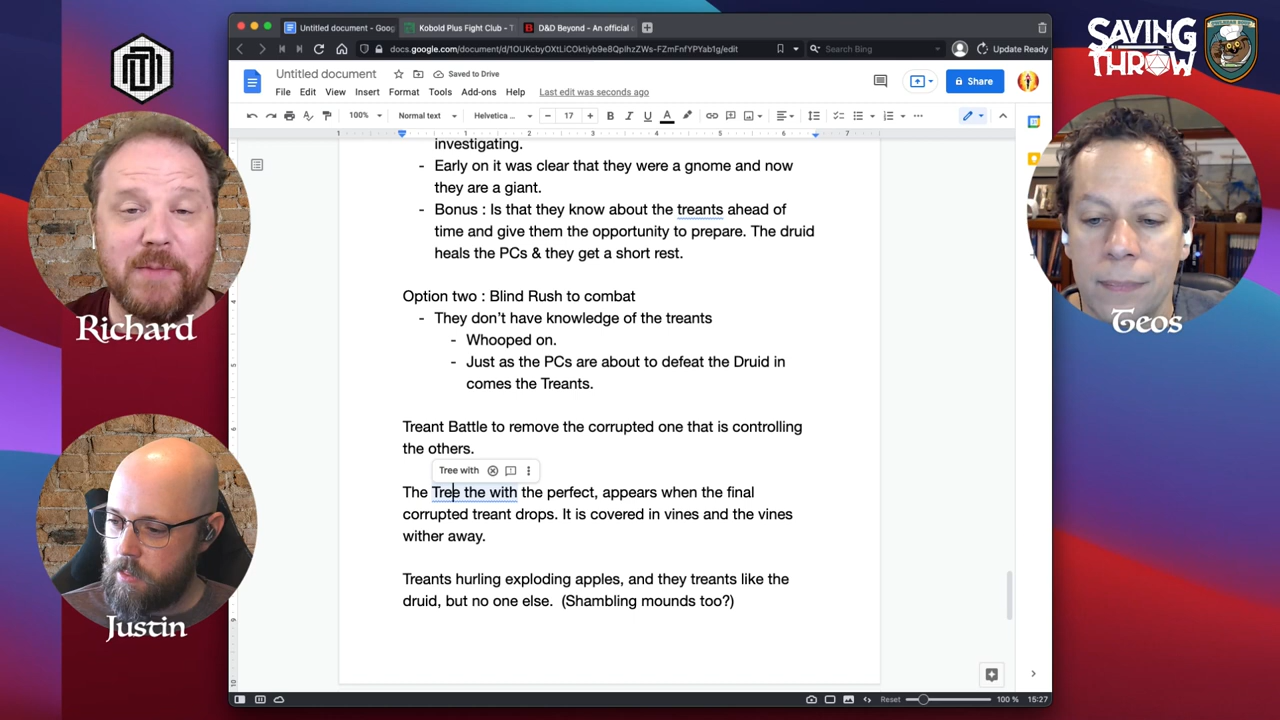 Untitled document - Goog
Kobold Plus Fight Club - T
D&D Beyond - An official c
docs.google.com/document/d/1OUKcbyOXtLiCOktiyb9e8QpIhzZWs-FZmFnfYPYab1g/edit
Search Bing
Update Ready
SAVING THROW
Untitled document
Saved to Drive
File Edit View Insert Format Tools Add-ons Help Last edit was seconds ago
Share
100% Normal text Helvetica ... 17
investigating.
- Early on it was clear that they were a gnome and now
they are a giant.
- Bonus : Is that they know about the treants ahead of
time and give them the opportunity to prepare. The druid
heals the PCs & they get a short rest.
Option two : Blind Rush to combat
- They don't have knowledge of the treants
- Whooped on.
- Just as the PCs are about to defeat the Druid in
comes the Treants.
Treant Battle to remove the corrupted one that is controlling
the others.
Tree with
The Tree the with the perfect, appears when the final
corrupted treant drops. It is covered in vines and the vines
wither away.
Treants hurling exploding apples, and they treants like the
druid, but no one else. (Shambling mounds too?)
Richard
Teos
Justin
Reset 100 % 15:27